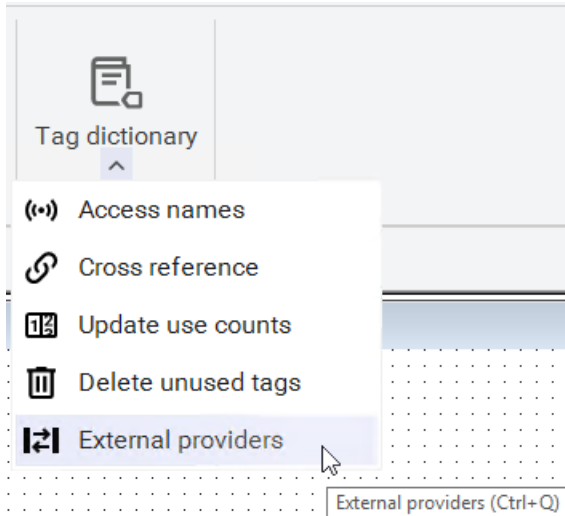 Tag dictionary
Access names
Cross reference
Update use counts
Delete unused tags
External providers
External providers (Ctrl+Q)